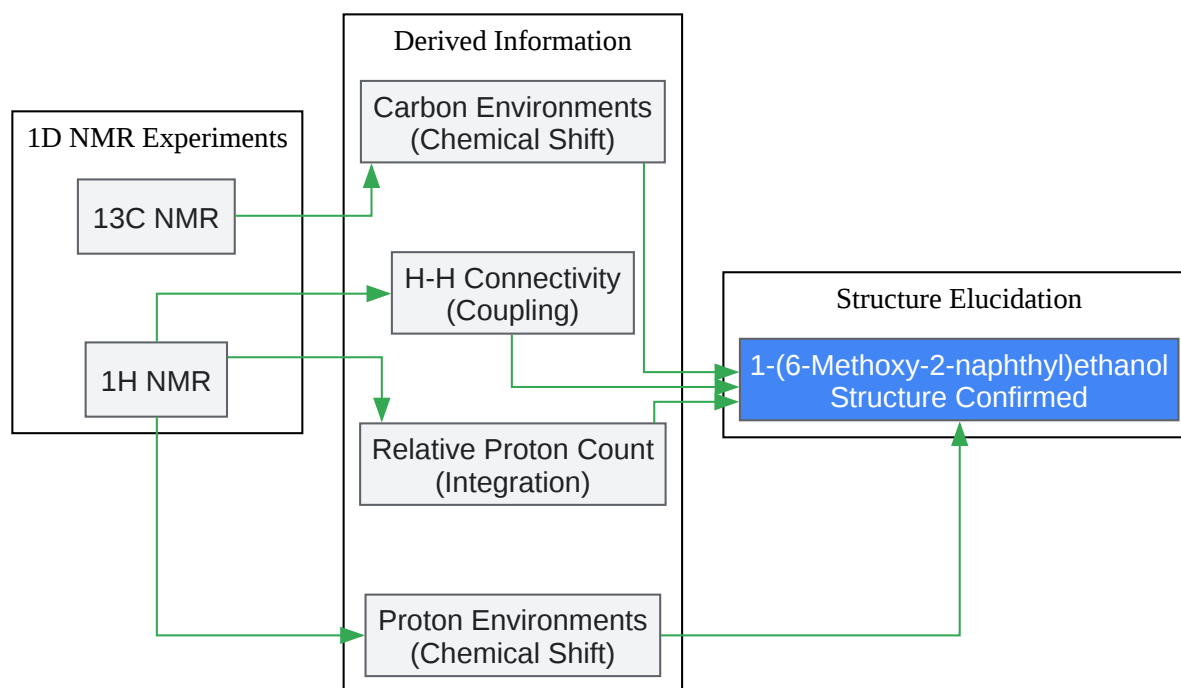 1D NMR Experiments
13C NMR
1H NMR
Derived Information
Carbon Environments
(Chemical Shift)
H-H Connectivity
(Coupling)
Relative Proton Count
(Integration)
Proton Environments
(Chemical Shift)
Structure Elucidation
1-(6-Methoxy-2-naphthyl)ethanol
Structure Confirmed